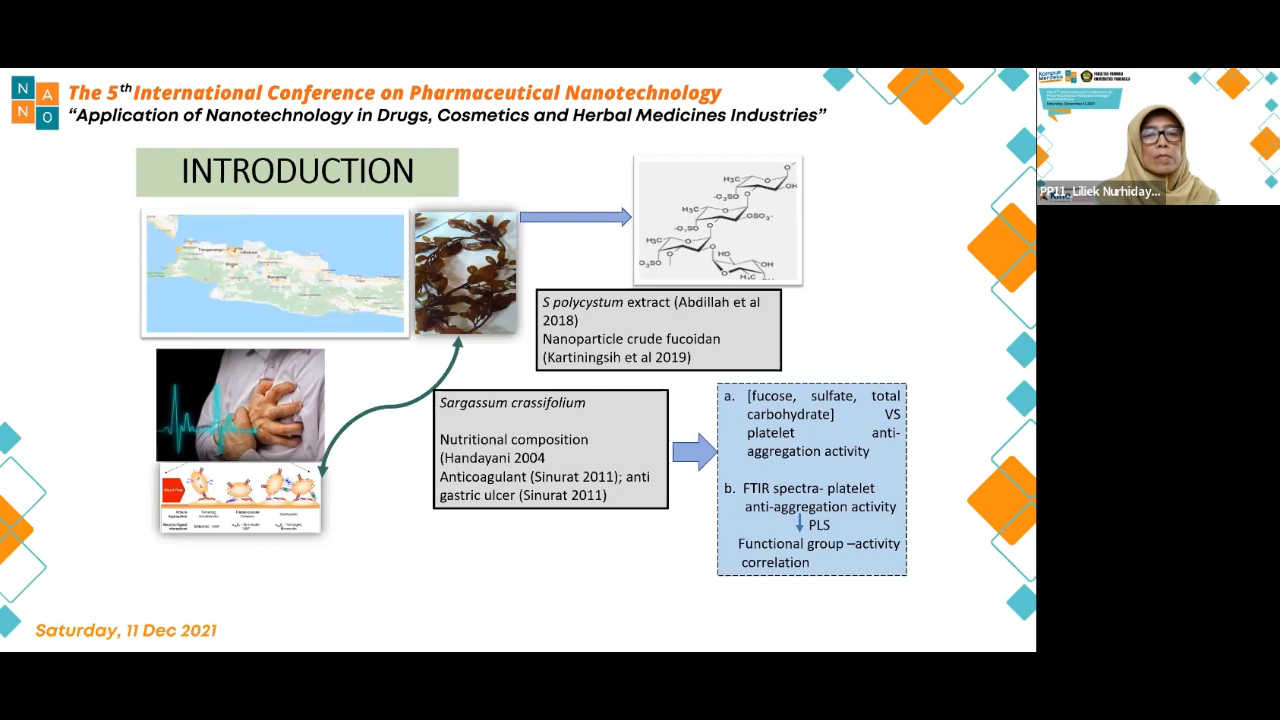 N A
N O
The 5th International Conference on Pharmaceutical Nanotechnology
“Application of Nanotechnology in Drugs, Cosmetics and Herbal Medicines Industries”
INTRODUCTION
S polycystum extract (Abdillah et al
2018)
Nanoparticle crude fucoidan
(Kartiningsih et al 2019)
Sargassum crassifolium
Nutritional composition
(Handayani 2004
Anticoagulant (Sinurat 2011); anti
gastric ulcer (Sinurat 2011)
a. [fucose, sulfate, total
carbohydrate] VS
platelet anti-
aggregation activity
b. FTIR spectra- platelet
anti-aggregation activity
PLS
Functional group –activity
correlation
Saturday, 11 Dec 2021
PP11_Liliek Nurhiday...